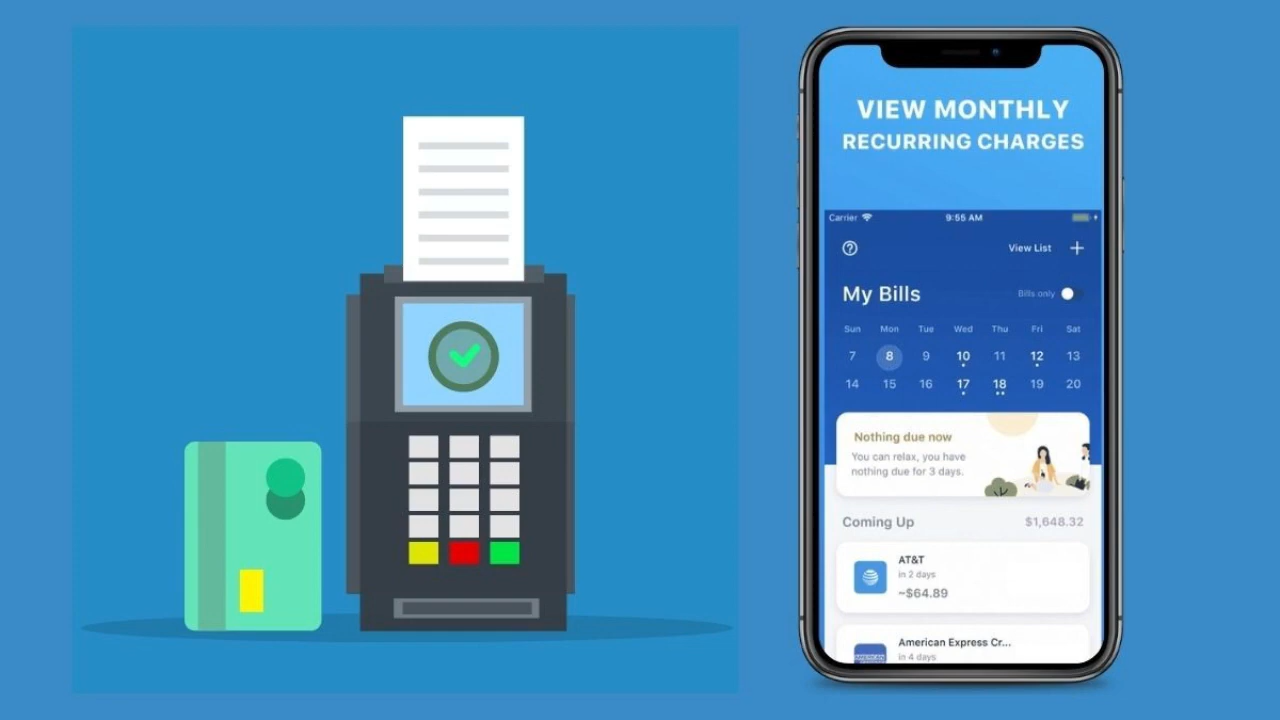 VIEW MONTHLY
RECURRING CHARGES
Carrier 9:55 AM
View List +
My Bills Bills only
Sun Mon Tue Wed Thu Fri Sat
7 8 9 10 11 12 13
14 15 16 17 18 19 20
Nothing due now
You can relax, you have
nothing due for 3 days.
Coming Up $1,648.32
AT&T
in 2 days
~$64.89
American Express Cr...
in 4 days